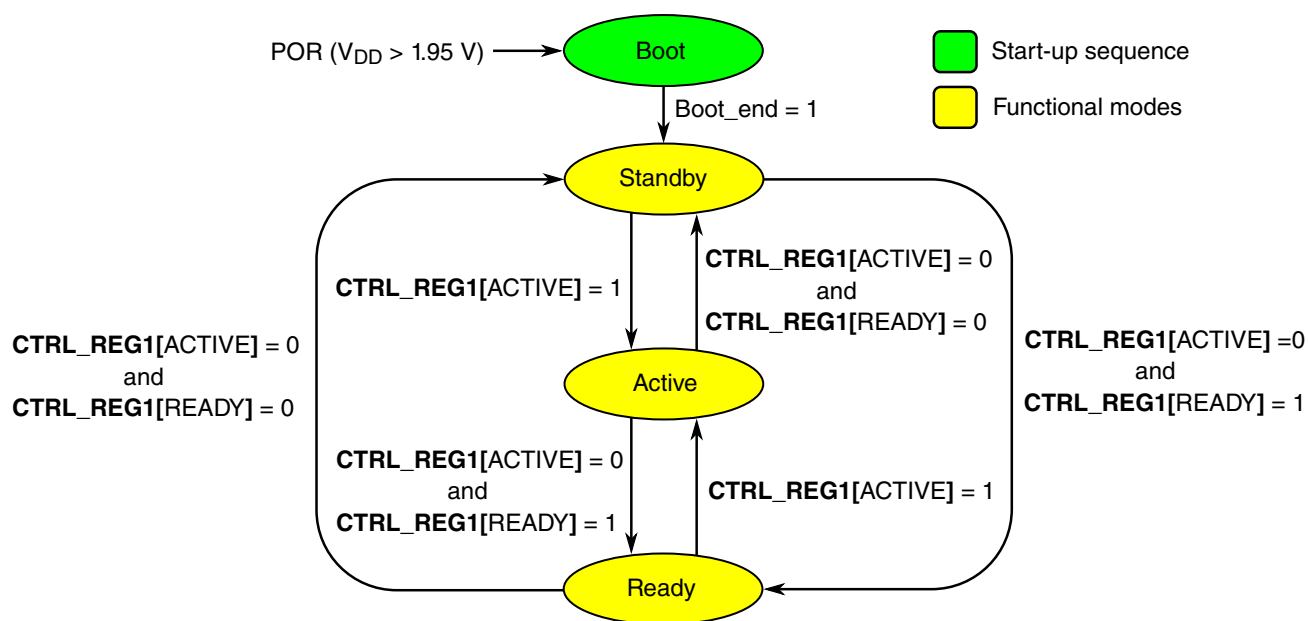 POR (VDD > 1.95 V)
Boot
Start-up sequence
Boot_end = 1
Functional modes
Standby
CTRL_REG1[ACTIVE] = 1
CTRL_REG1[ACTIVE] = 0
and
CTRL_REG1[READY] = 0
CTRL_REG1[ACTIVE] = 0
and
CTRL_REG1[READY] = 0
CTRL_REG1[ACTIVE] =0
and
CTRL_REG1[READY] = 1
Active
CTRL_REG1[ACTIVE] = 0
and
CTRL_REG1[READY] = 1
CTRL_REG1[ACTIVE] = 1
Ready